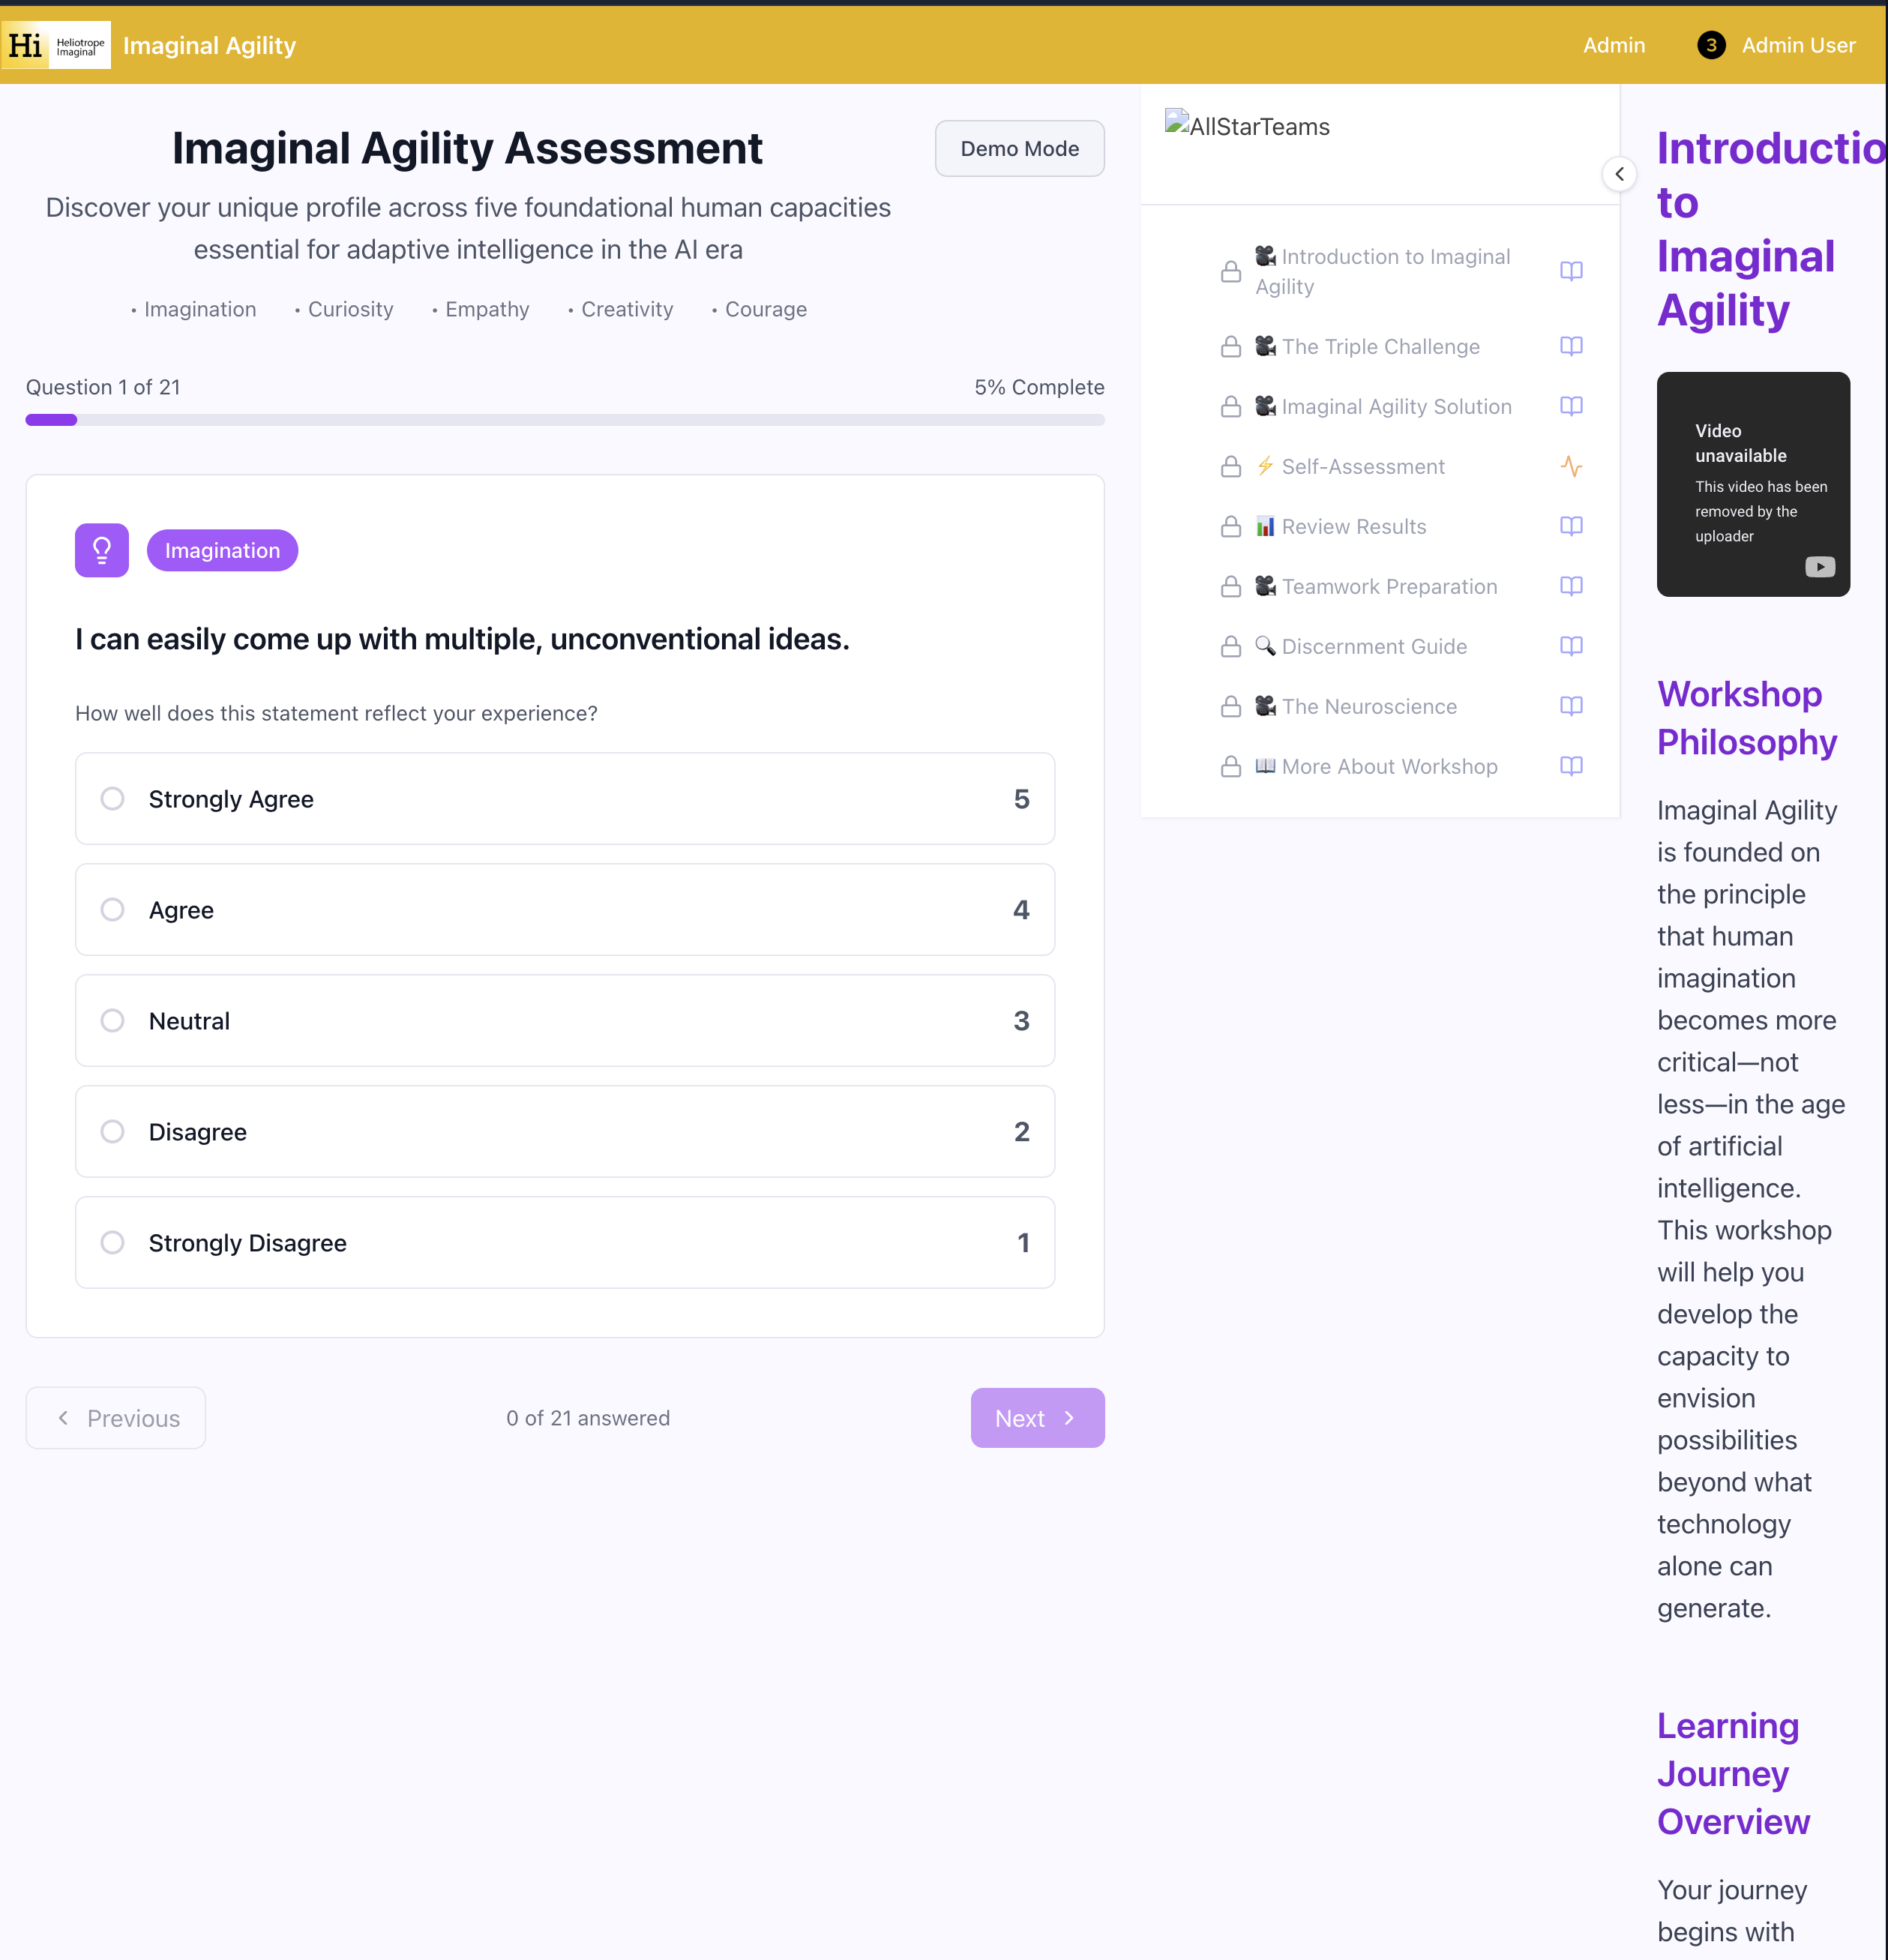 Hi Heliotrope Imaginal
Imaginal Agility
Admin
3
Admin User
Imaginal Agility Assessment
Demo Mode
Discover your unique profile across five foundational human capacities
essential for adaptive intelligence in the AI era
• Imagination • Curiosity • Empathy • Creativity • Courage
Question 1 of 21
5% Complete
Imagination
I can easily come up with multiple, unconventional ideas.
How well does this statement reflect your experience?
Strongly Agree 5
Agree 4
Neutral 3
Disagree 2
Strongly Disagree 1
Previous
0 of 21 answered
Next
AllStarTeams
Introduction to Imaginal
Agility
The Triple Challenge
Imaginal Agility Solution
Self-Assessment
Review Results
Teamwork Preparation
Discernment Guide
The Neuroscience
More About Workshop
Introductio
to
Imaginal
Agility
Video
unavailable
This video has been
removed by the
uploader
Workshop
Philosophy
Imaginal Agility
is founded on
the principle
that human
imagination
becomes more
critical—not
less—in the age
of artificial
intelligence.
This workshop
will help you
develop the
capacity to
envision
possibilities
beyond what
technology
alone can
generate.
Learning
Journey
Overview
Your journey
begins with